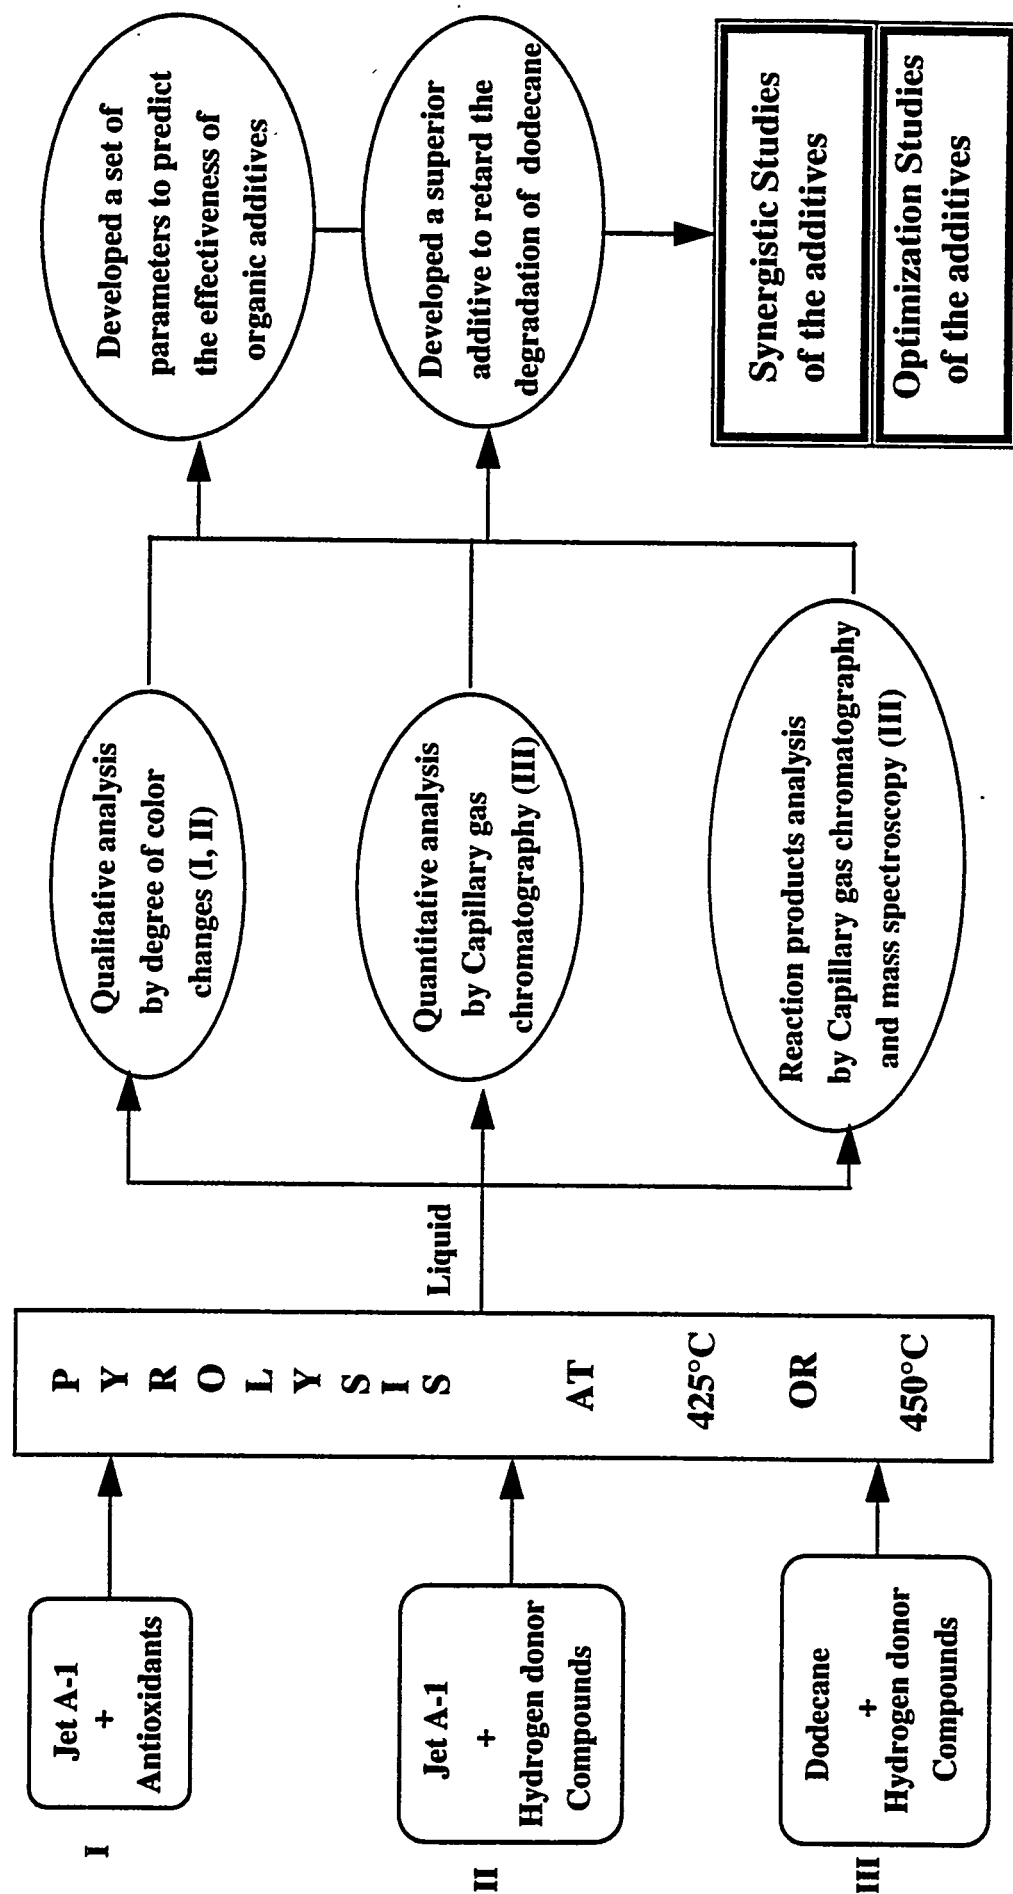 I
Jet A-1
+
Antioxidants
II
Jet A-1
+
Hydrogen donor
Compounds
III
Dodecane
+
Hydrogen donor
Compounds
P
Y
R
O
L
Y
S
I
S
AT
425°C
OR
450°C
Liquid
Qualitative analysis
by degree of color
changes (I, II)
Quantitative analysis
by Capillary gas
chromatography (III)
Reaction products analysis
by Capillary gas chromatography
and mass spectroscopy (III)
Developed a set of
parameters to predict
the effectiveness of
organic additives
Developed a superior
additive to retard the
degradation of dodecane
Synergistic Studies
of the additives
Optimization Studies
of the additives